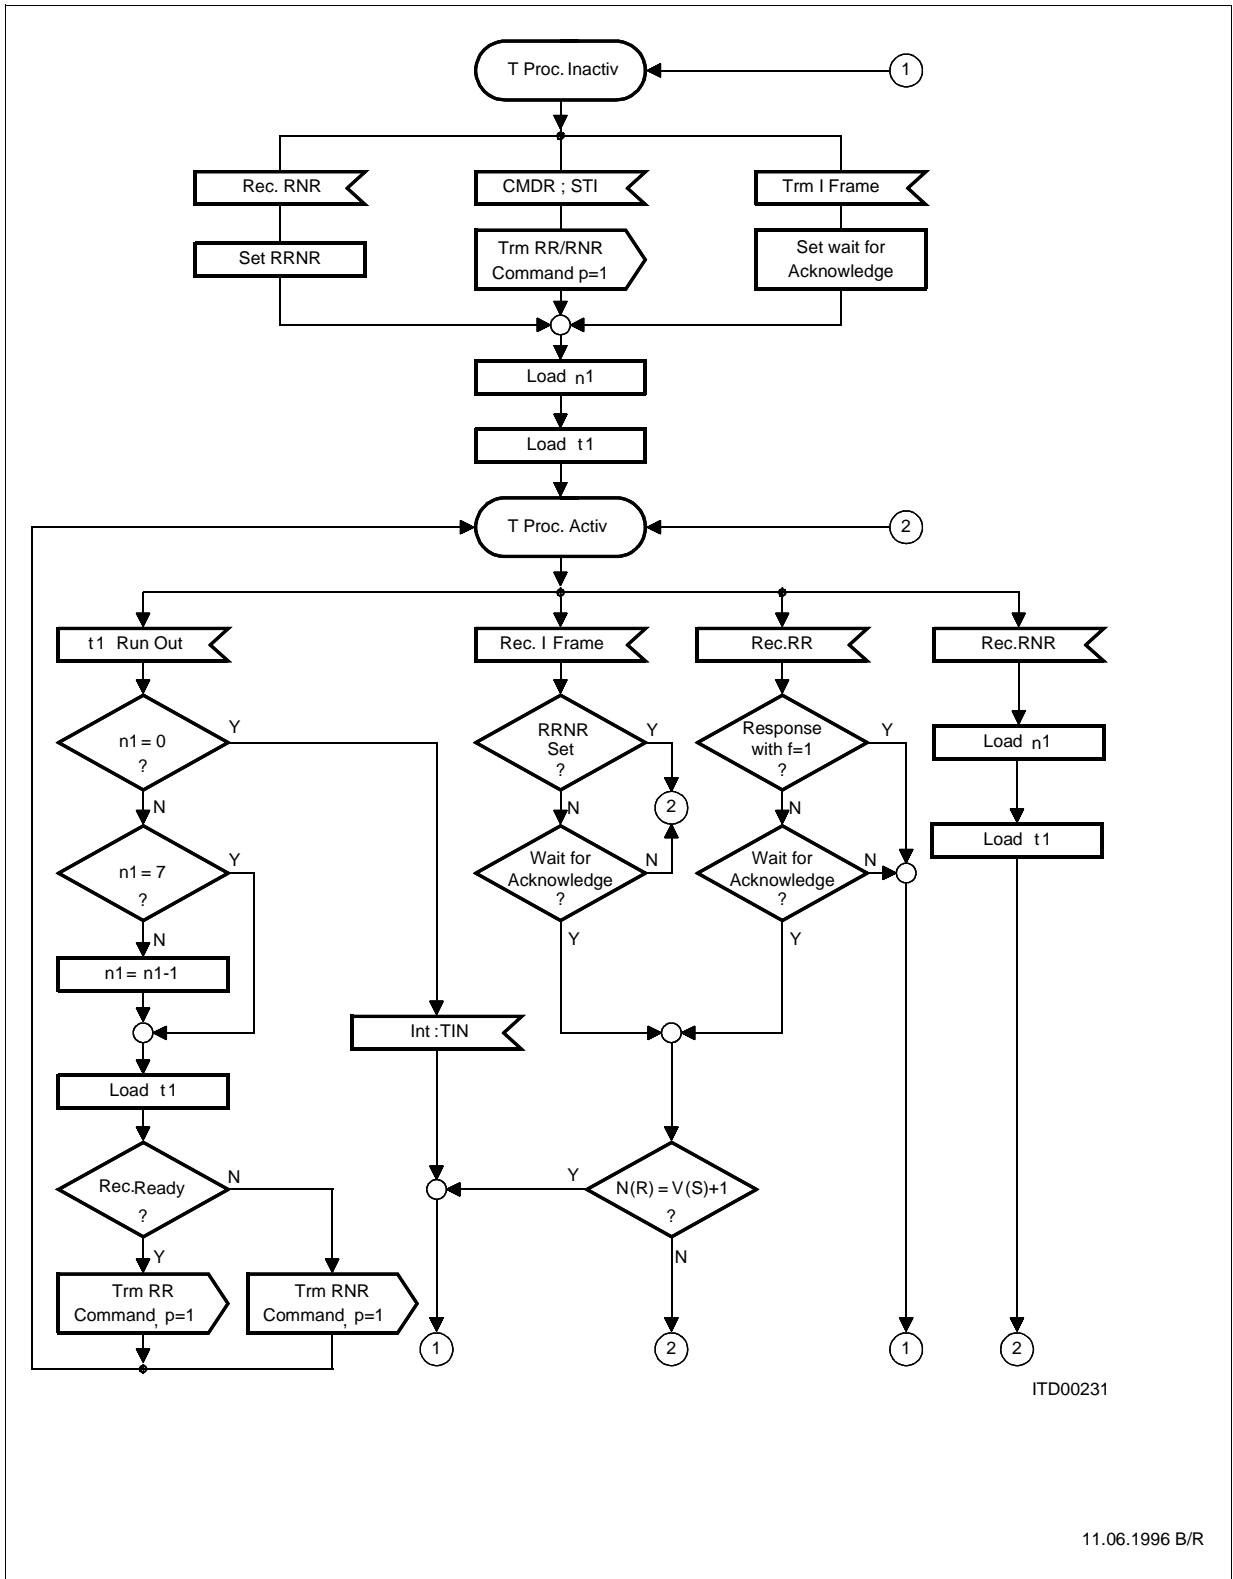 T Proc. Inactiv
1
Rec. RNR
CMDR ; STI
Trm I Frame
Set RRNR
Trm RR/RNR
Command p=1
Set wait for
Acknowledge
Load n1
Load t1
T Proc. Activ
2
t1 Run Out
Rec. I Frame
Rec.RR
Rec.RNR
n1 = 0
?
Y
N
RRNR
Set
?
Y
N
2
Response
with f=1
?
Y
N
Load n1
n1 = 7
?
Y
N
Wait for
Acknowledge
?
N
Y
Wait for
Acknowledge
?
N
Y
Load t1
n1 = n1-1
Int : TIN
Load t1
Rec.Ready
?
N
Y
N(R) = V(S)+1
?
Y
N
Trm RR
Command, p=1
Trm RNR
Command, p=1
1
2
1
2
ITD00231
11.06.1996 B/R